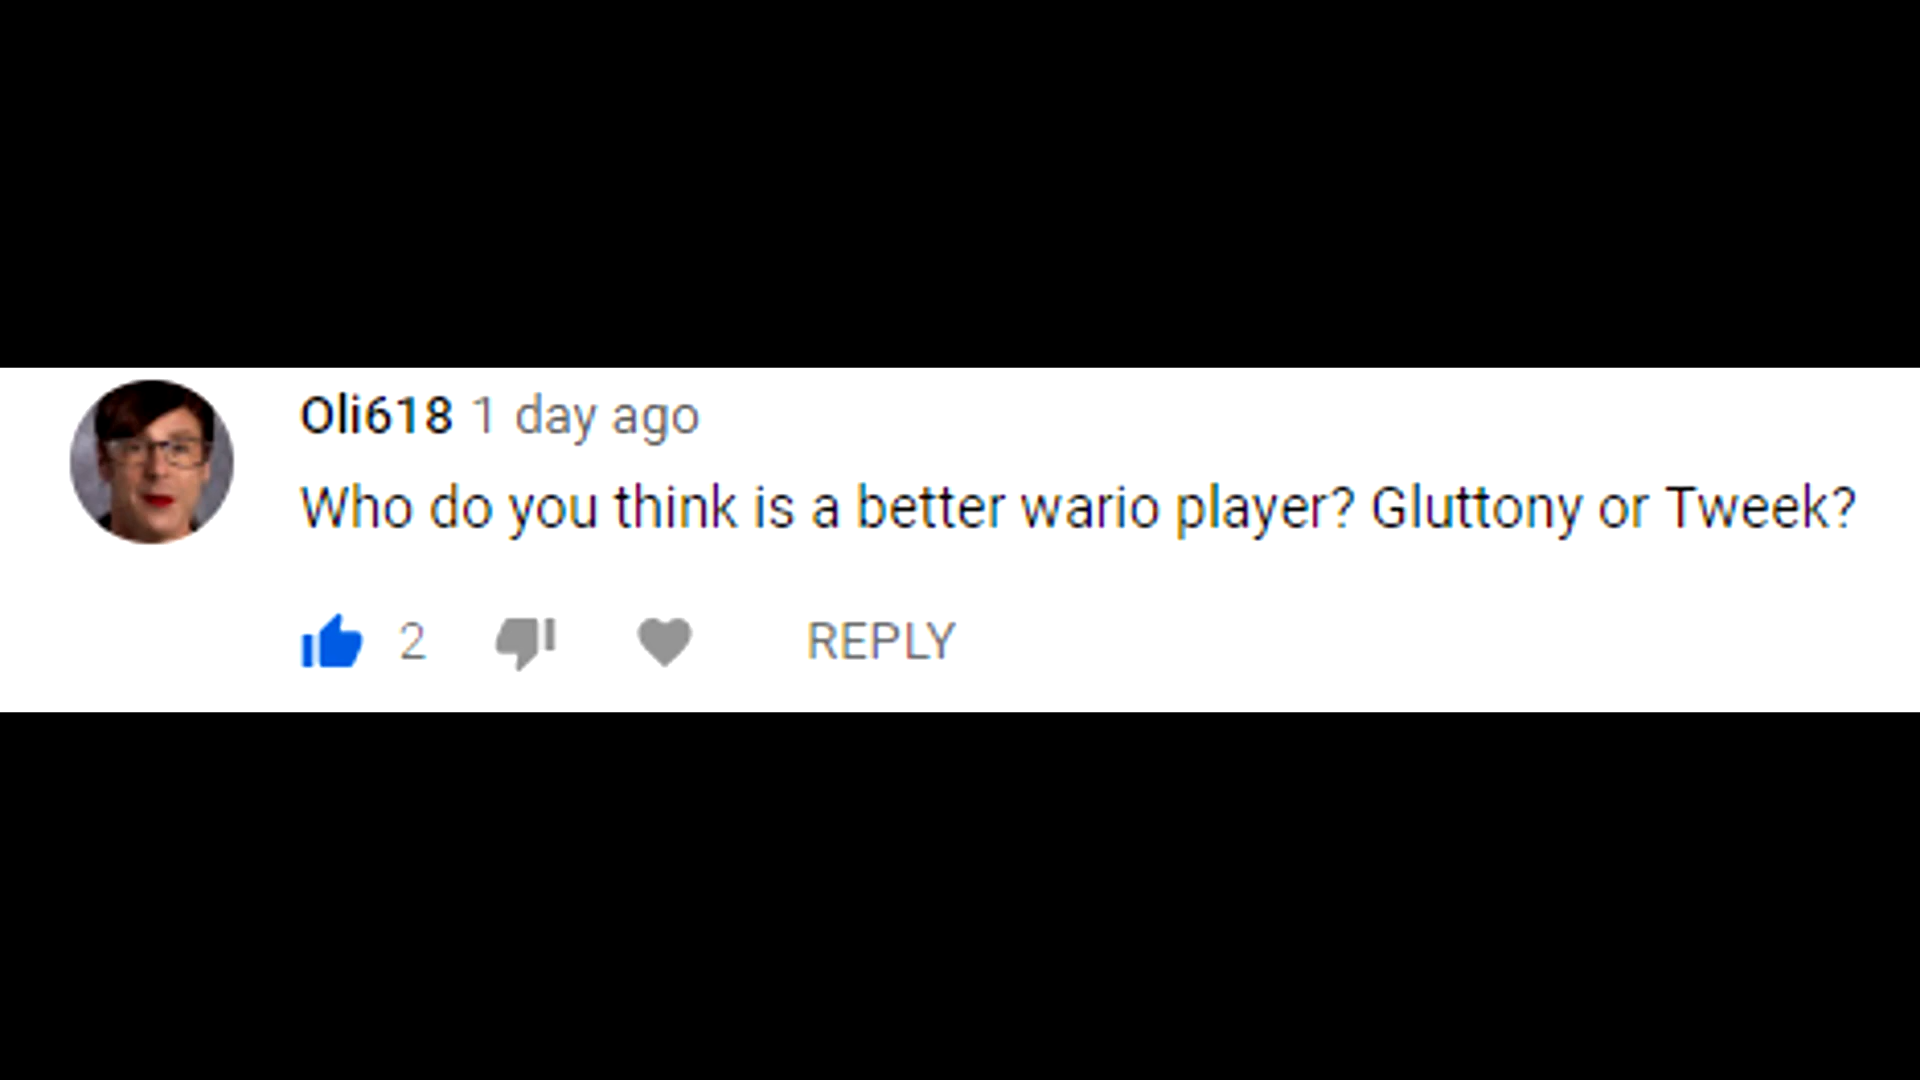 Oli618 1 day ago
Who do you think is a better wario player? Gluttony or Tweek?
2 REPLY